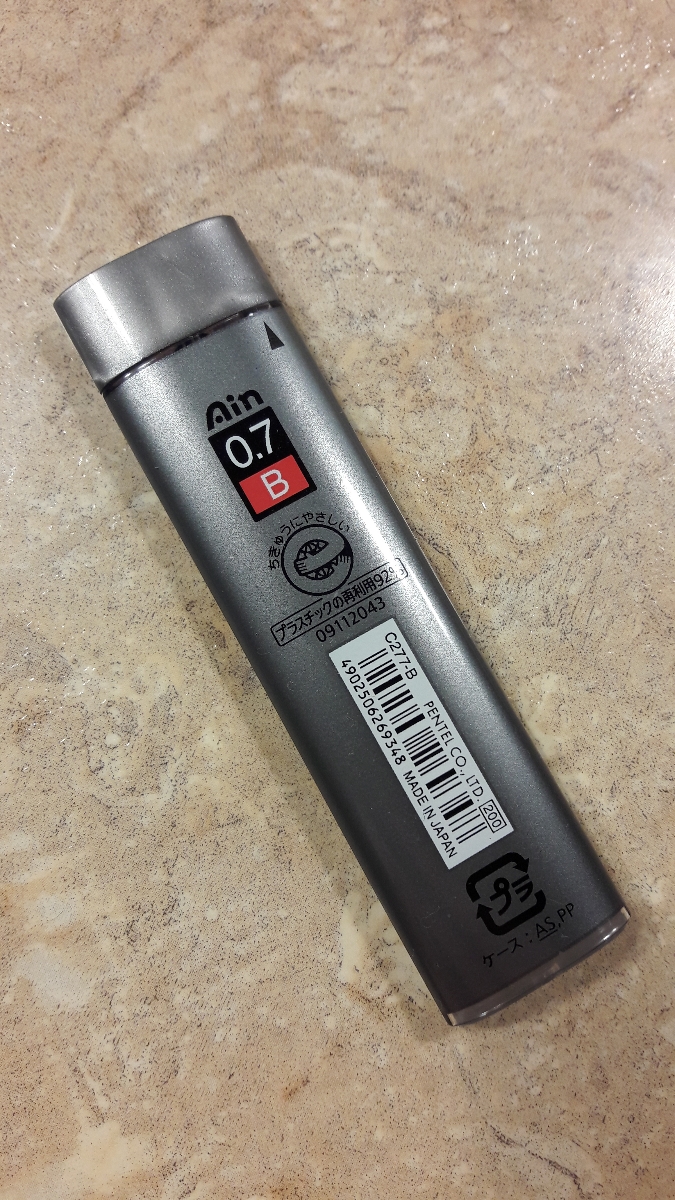 Ain
0.7
B
ちきゅうにやさしい
プラスチックの再利用92%
09112043
C277-B PENTEL CO., LTD. 200
4902506269348 MADE IN JAPAN
プラ
ケース：AS,PP